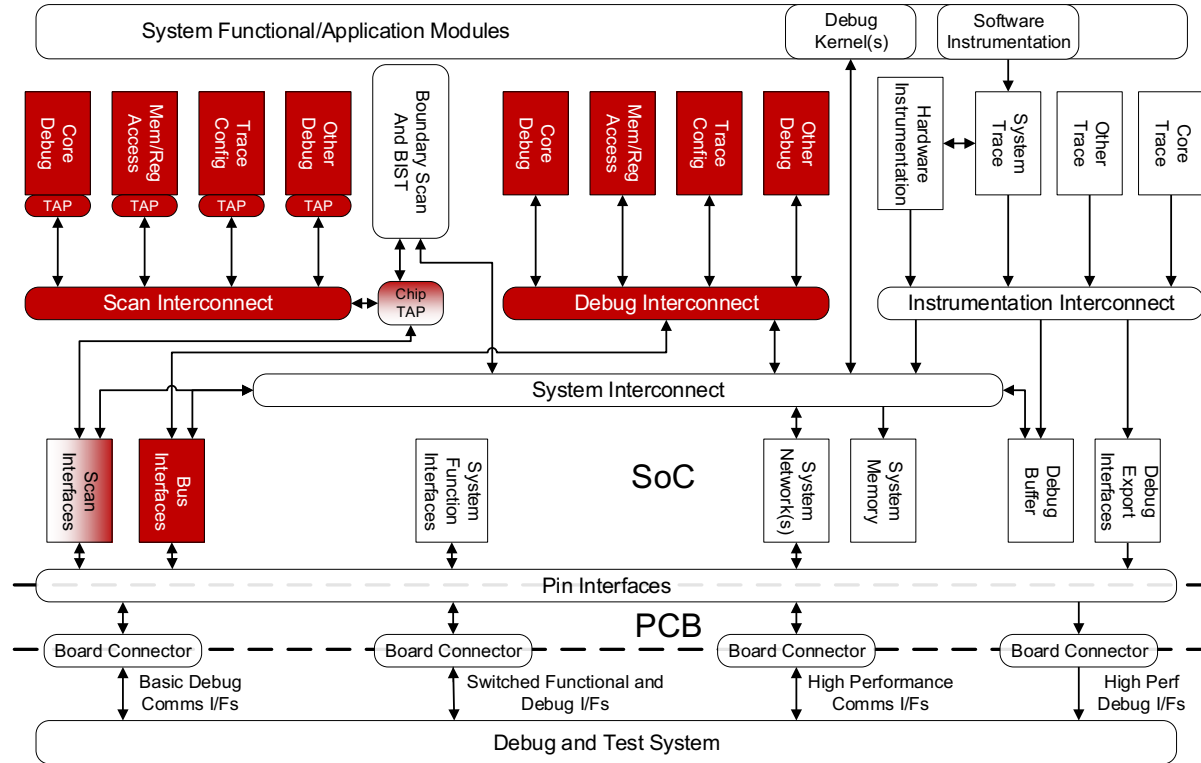 System Functional/Application Modules
Debug
Kernel(s)
Software
Instrumentation
Core
Debug
TAP
Mem/Reg
Access
TAP
Trace
Config
TAP
Other
Debug
TAP
Boundary Scan
And BIST
Core
Debug
Mem/Reg
Access
Trace
Config
Other
Debug
Hardware
Instrumentation
System
Trace
Other
Trace
Core
Trace
Scan Interconnect
Chip
TAP
Debug Interconnect
Instrumentation Interconnect
System Interconnect
Scan
Interfaces
Bus
Interfaces
System
Function
Interfaces
SoC
System
Network(s)
System
Memory
Debug
Buffer
Debug
Export
Interfaces
Pin Interfaces
PCB
Board Connector
Board Connector
Board Connector
Board Connector
Basic Debug
Comms I/Fs
Switched Functional and
Debug I/Fs
High Performance
Comms I/Fs
High Perf
Debug I/Fs
Debug and Test System